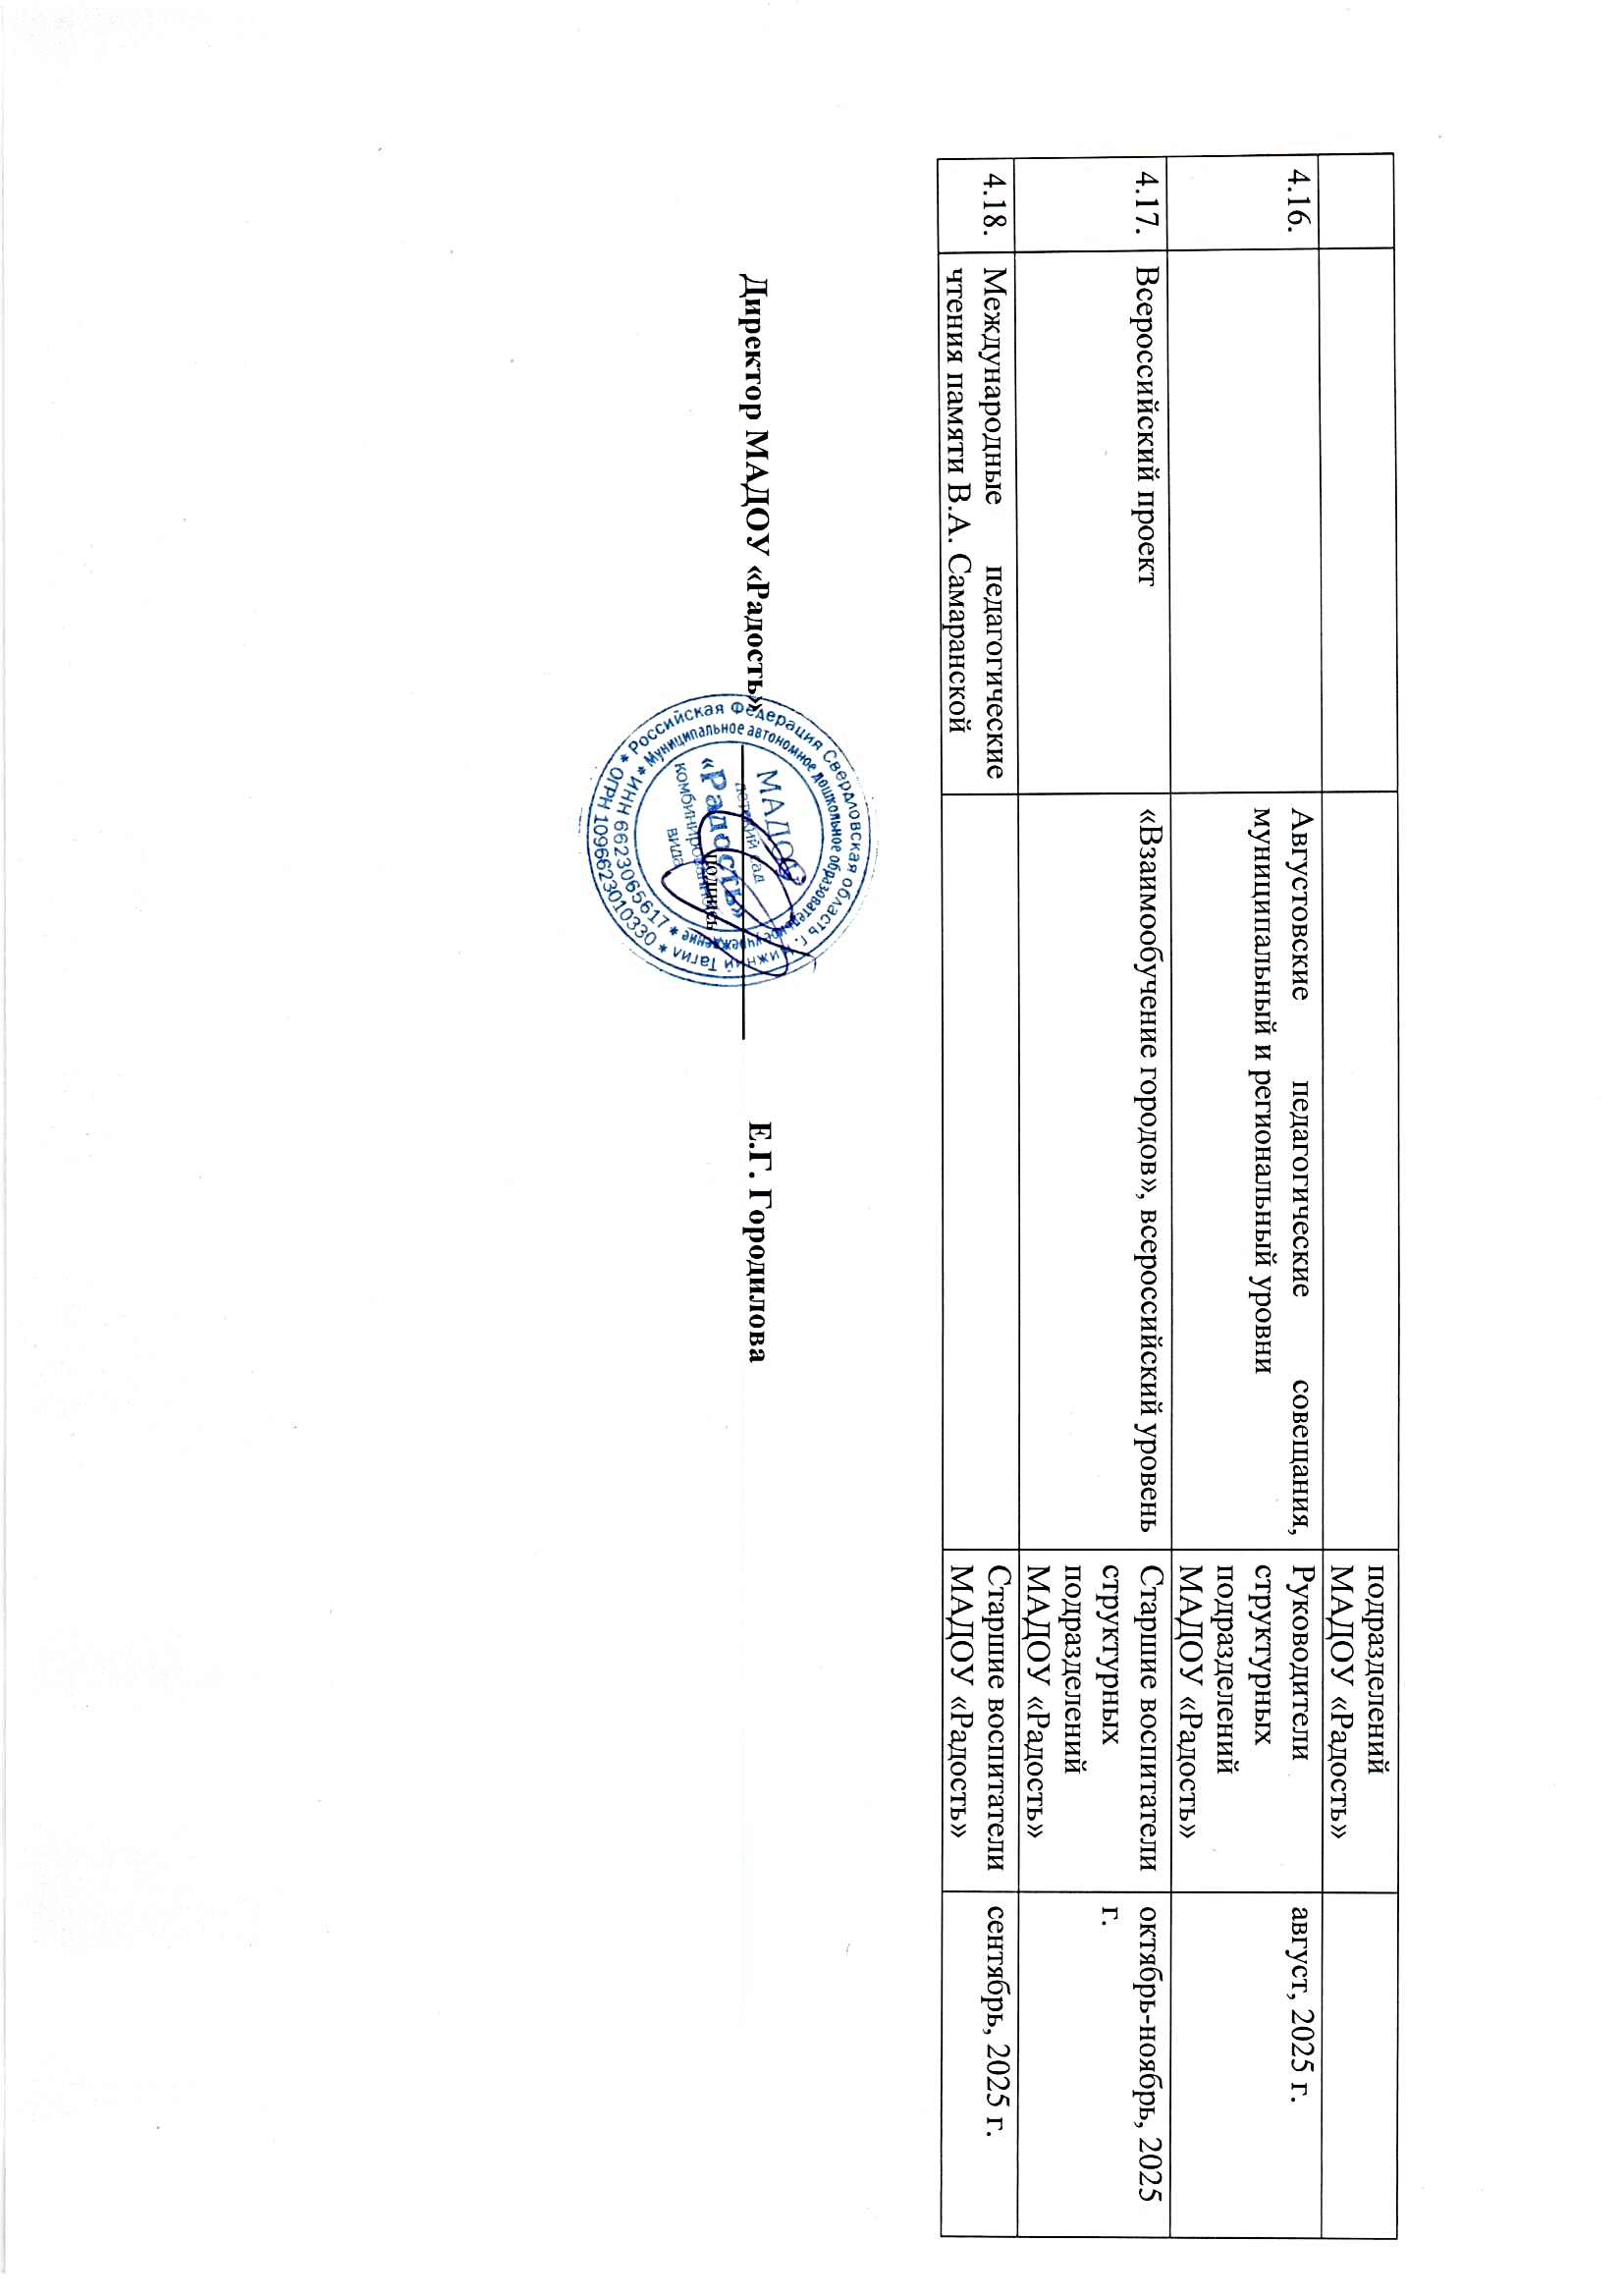 подразделений
МАДОУ «Радость»
4.16.
Августовские педагогические совещания,
муниципальный и региональный уровни
Руководители
структурных
подразделений
МАДОУ «Радость»
август, 2025 г.
4.17.
Всероссийский проект
«Взаимообучение городов», всероссийский уровень
Старшие воспитатели
структурных
подразделений
МАДОУ «Радость»
октябрь-ноябрь, 2025
г.
4.18.
Международные педагогические
чтения памяти В.А. Самаранской
Старшие воспитатели
МАДОУ «Радость»
сентябрь, 2025 г.
Директор МАДОУ «Радость»
Е.Г. Городилова
подпись
Российская Федерация Свердловская область г. Нижний Тагил * ОГРН 1096623010330 *
Муниципальное автономное дошкольное образовательное учреждение * ИНН 6623065617 *
МАДОУ
детский сад
«Радость»
комбинированного
вида